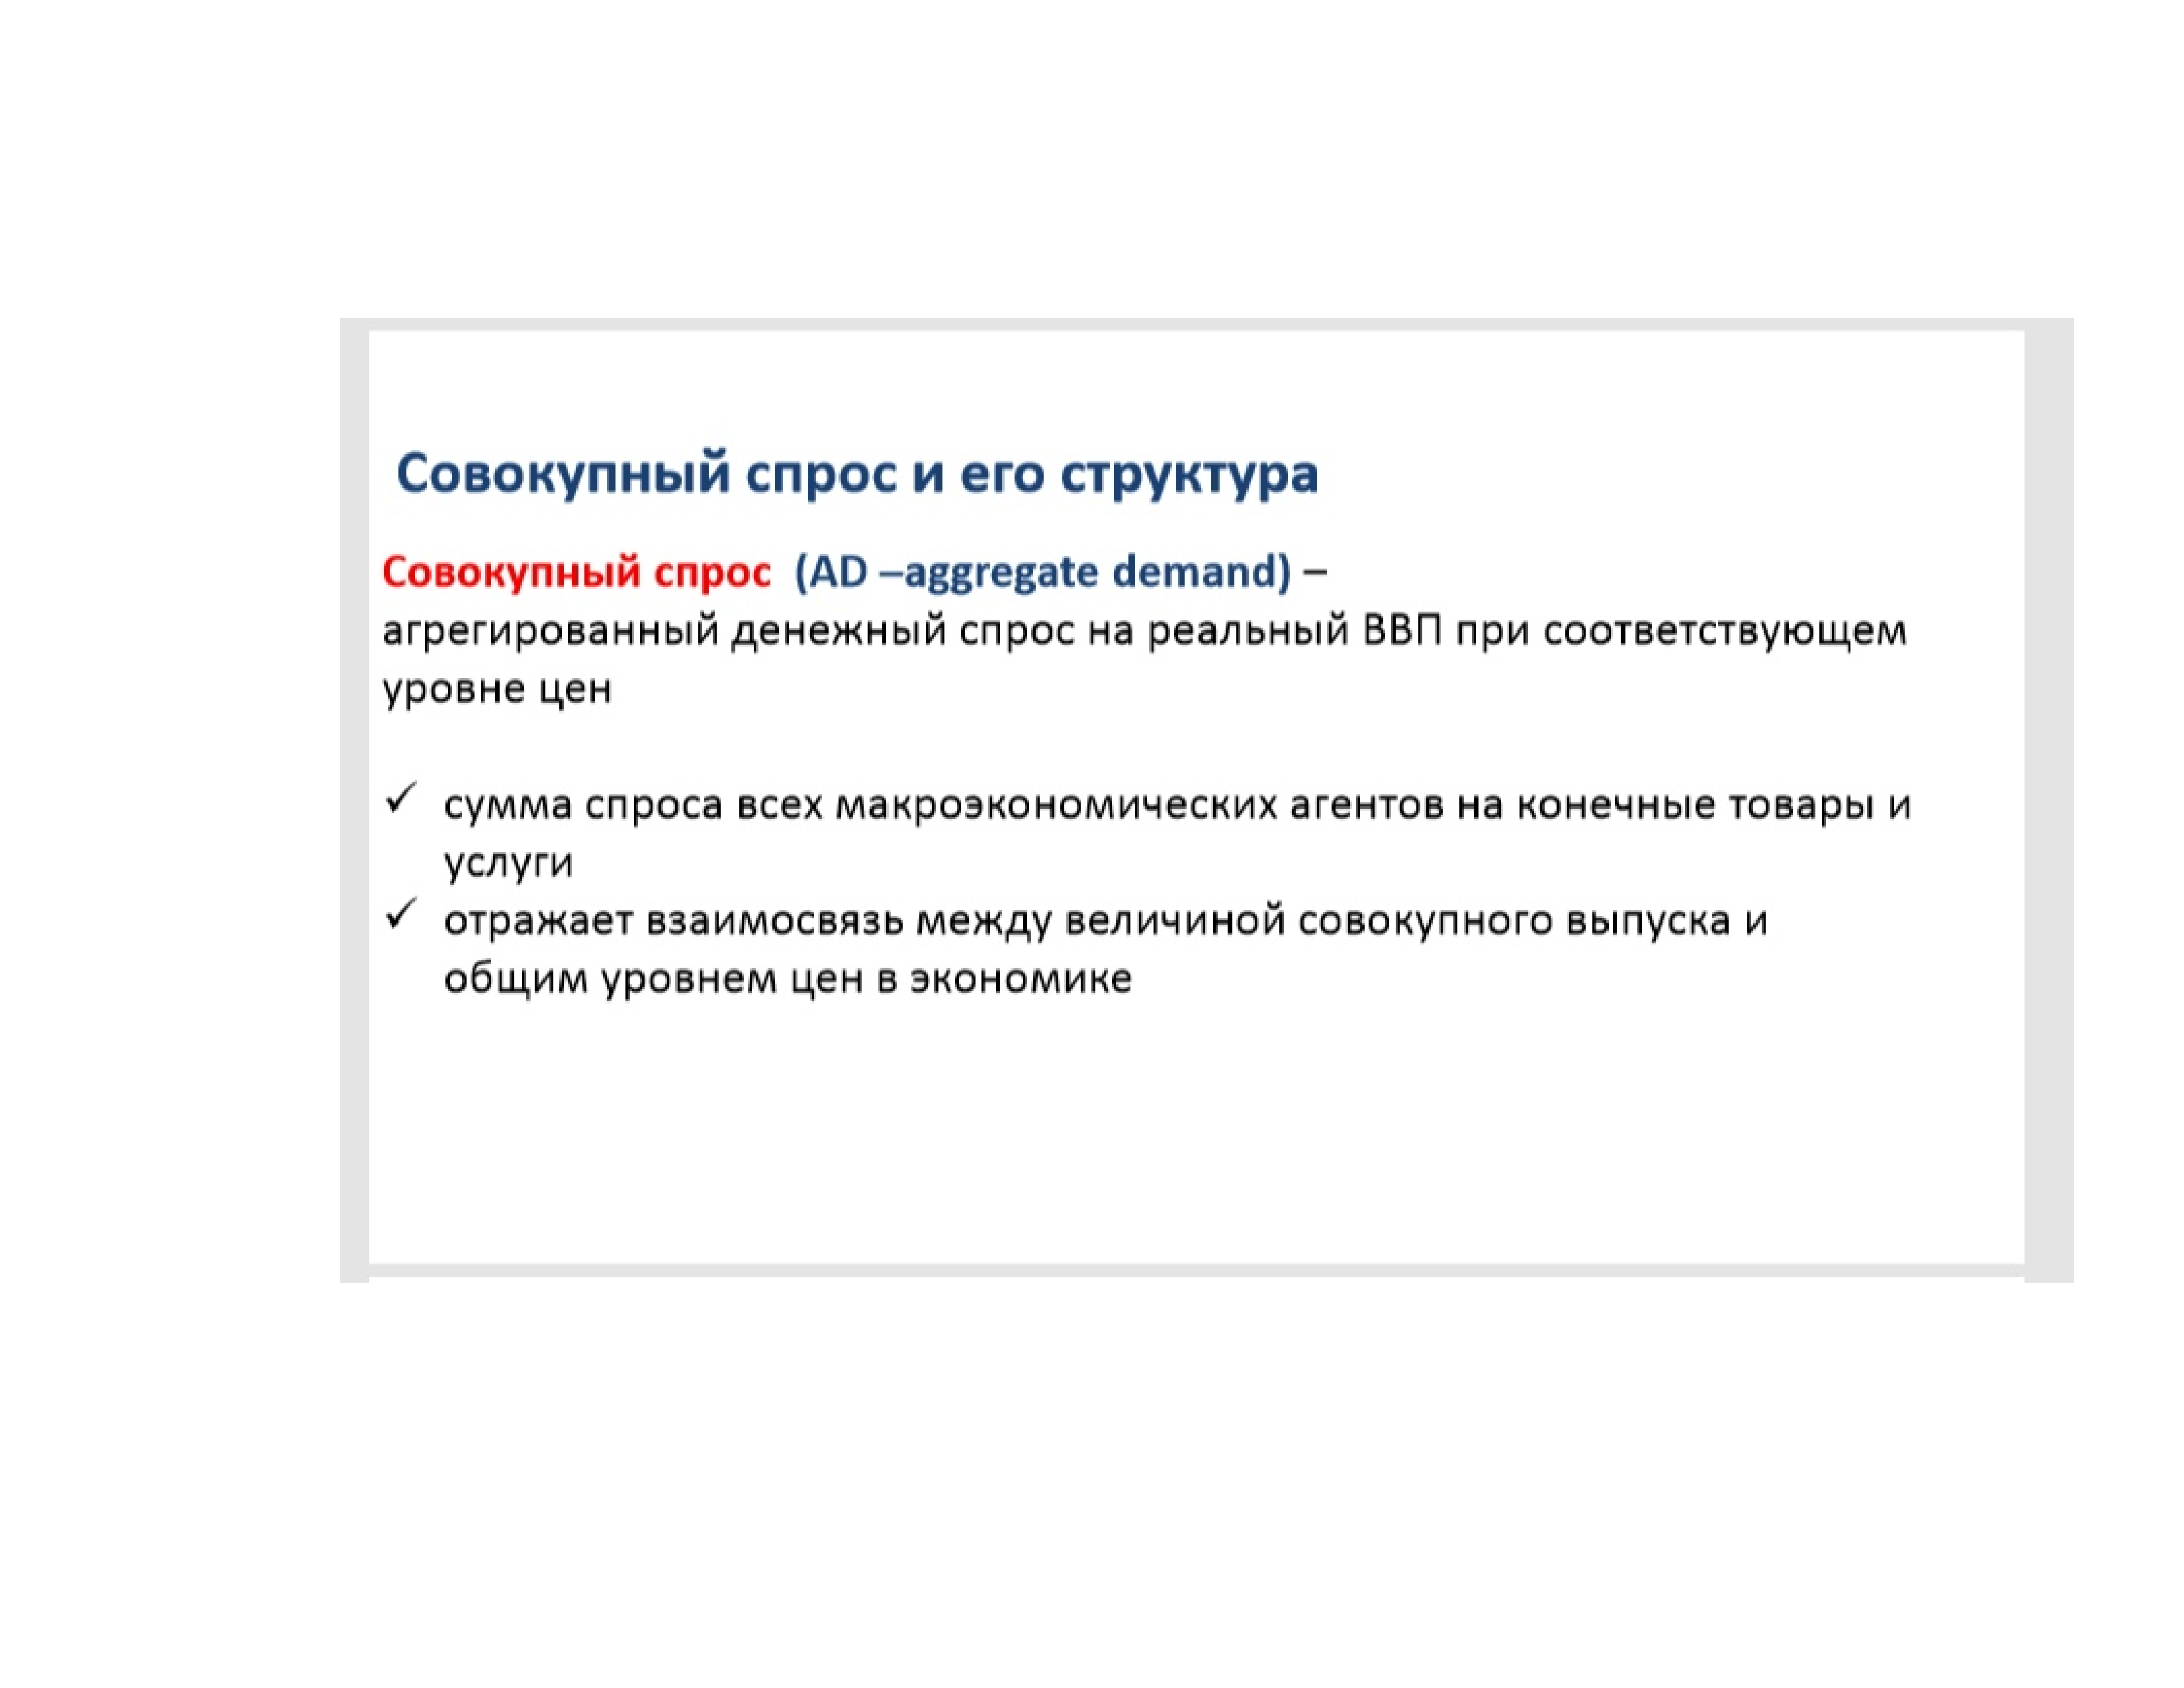 Совокупный спрос и его структура
Совокупный спрос (AD –aggregate demand) –
агрегированный денежный спрос на реальный ВВП при соответствующем
уровне цен
✓ сумма спроса всех макроэкономических агентов на конечные товары и
услуги
✓ отражает взаимосвязь между величиной совокупного выпуска и
общим уровнем цен в экономике